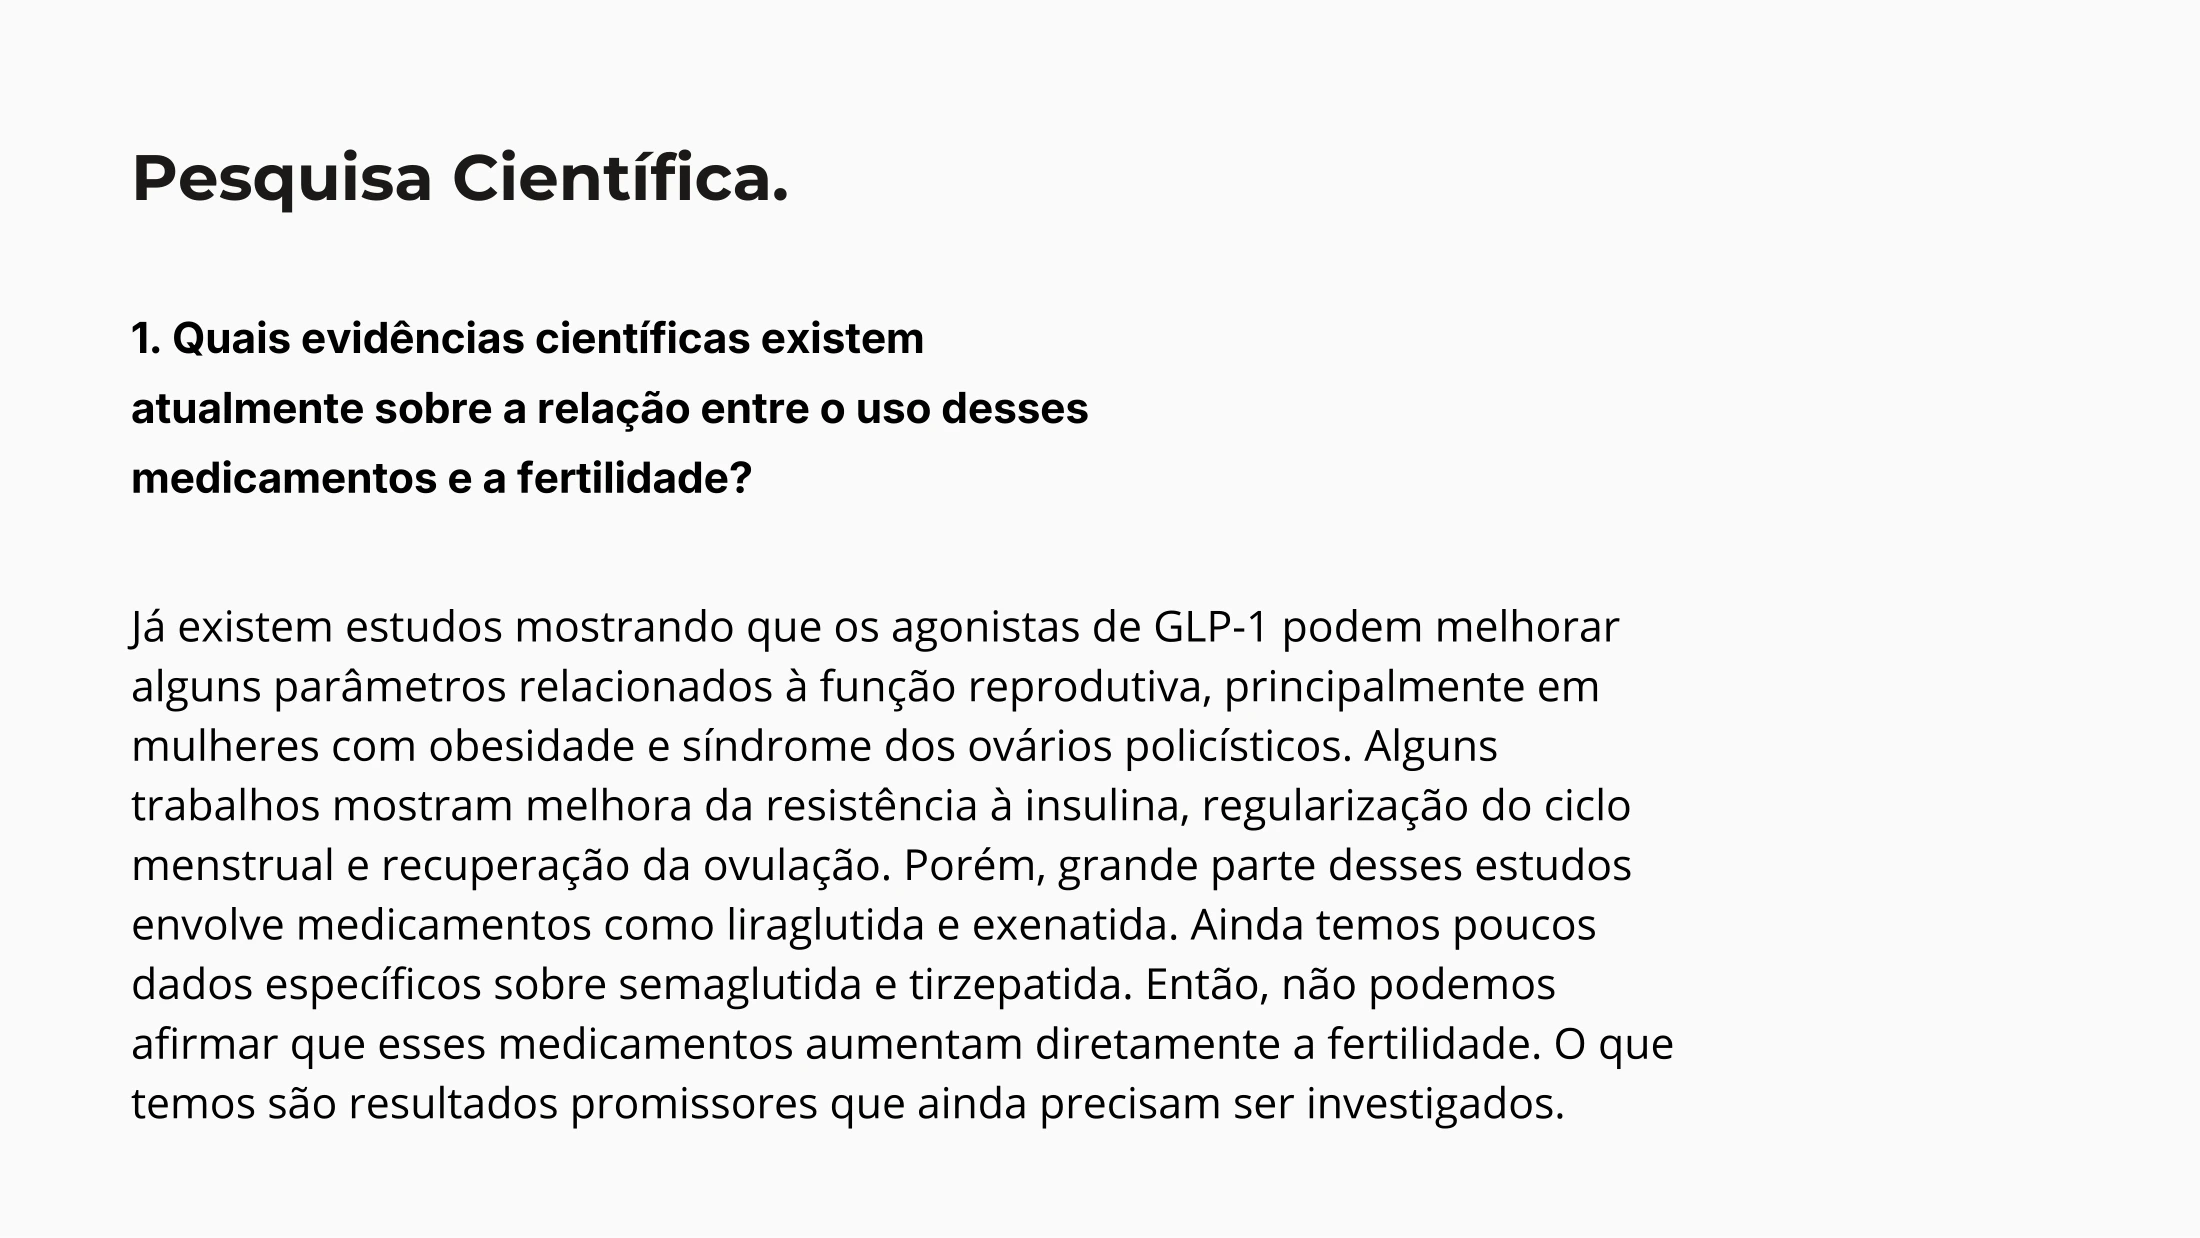 Pesquisa Científica.
1. Quais evidências científicas existem
atualmente sobre a relação entre o uso desses
medicamentos e a fertilidade?
Já existem estudos mostrando que os agonistas de GLP-1 podem melhorar
alguns parâmetros relacionados à função reprodutiva, principalmente em
mulheres com obesidade e síndrome dos ovários policísticos. Alguns
trabalhos mostram melhora da resistência à insulina, regularização do ciclo
menstrual e recuperação da ovulação. Porém, grande parte desses estudos
envolve medicamentos como liraglutida e exenatida. Ainda temos poucos
dados específicos sobre semaglutida e tirzepatida. Então, não podemos
afirmar que esses medicamentos aumentam diretamente a fertilidade. O que
temos são resultados promissores que ainda precisam ser investigados.